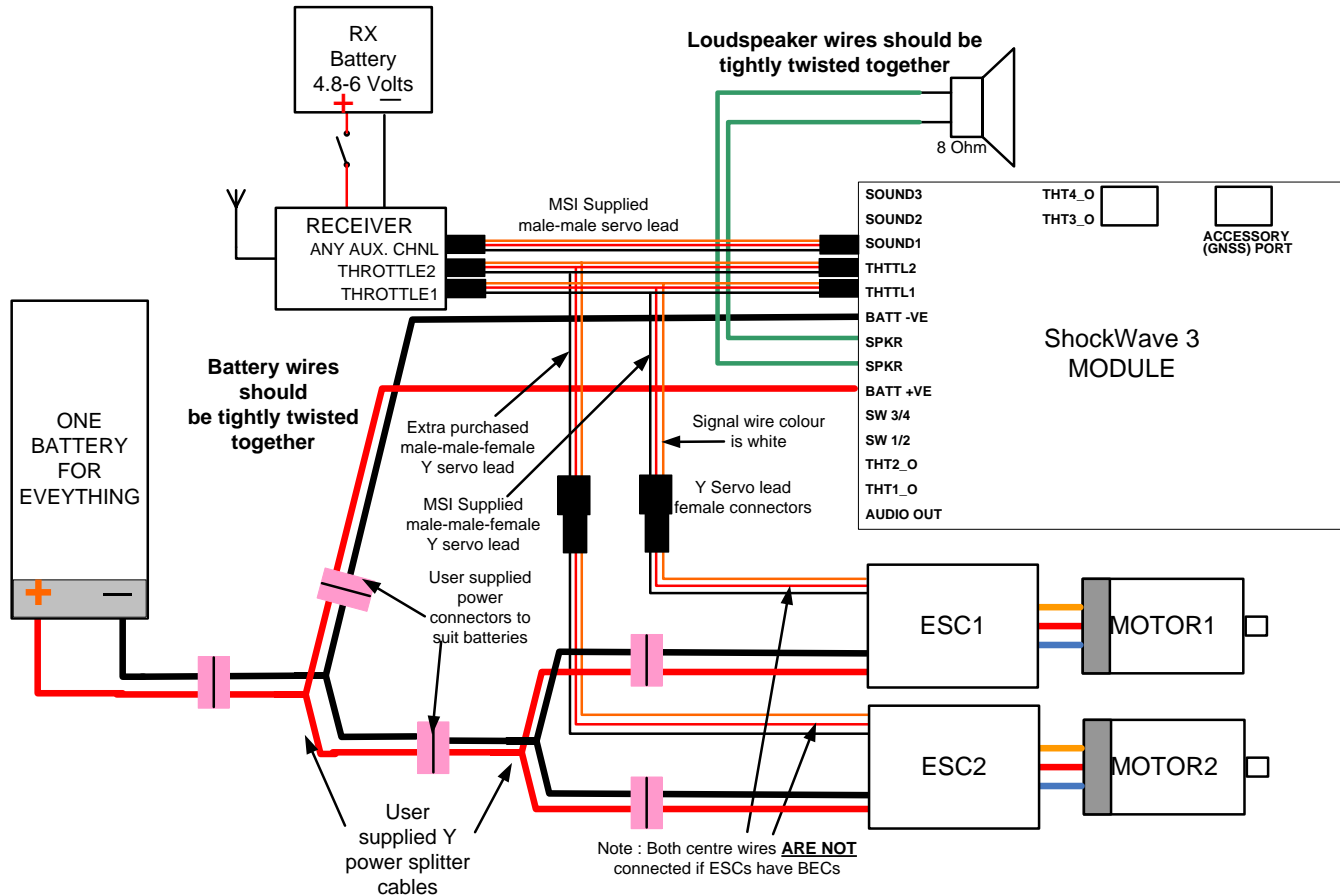 RX
Battery
4.8-6 Volts
+ —
Loudspeaker wires should be
tightly twisted together
8 Ohm
RECEIVER
ANY AUX. CHNL
THROTTLE2
THROTTLE1
MSI Supplied
male-male servo lead
SOUND3
SOUND2
SOUND1
THTTL2
THTTL1
BATT -VE
SPKR
SPKR
BATT +VE
SW 3/4
SW 1/2
THT2_O
THT1_O
AUDIO OUT
THT4_O
THT3_O
ACCESSORY
(GNSS) PORT
ShockWave 3
MODULE
ONE
BATTERY
FOR
EVEYTHING
+ —
Battery wires
should
be tightly twisted
together
Extra purchased
male-male-female
Y servo lead
Signal wire colour
is white
MSI Supplied
male-male-female
Y servo lead
Y Servo lead
female connectors
User supplied
power
connectors to
suit batteries
ESC1
MOTOR1
ESC2
MOTOR2
User
supplied Y
power splitter
cables
Note : Both centre wires ARE NOT
connected if ESCs have BECs